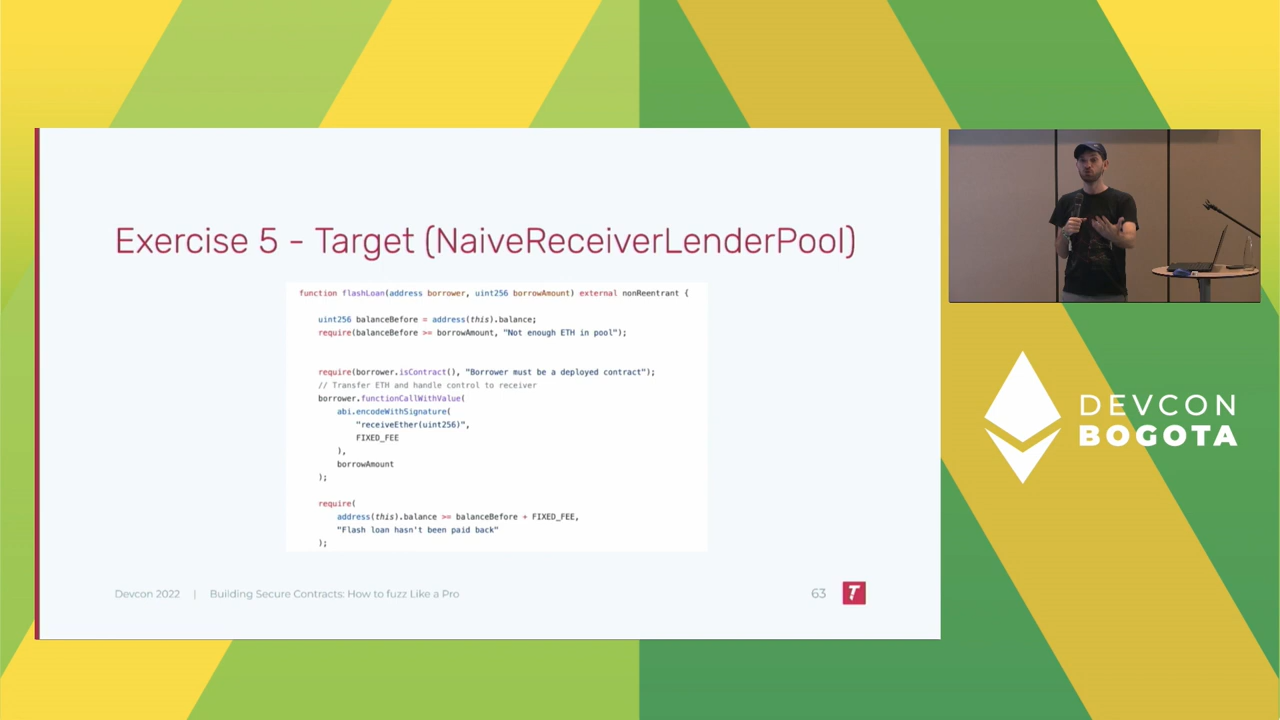 Exercise 5 - Target (NaiveReceiverLenderPool)
function flashLoan(address borrower, uint256 borrowAmount) external nonReentrant {
uint256 balanceBefore = address(this).balance;
require(balanceBefore >= borrowAmount, "Not enough ETH in pool");
require(borrower.isContract(), "Borrower must be a deployed contract");
// Transfer ETH and handle control to receiver
borrower.functionCallWithValue(
abi.encodeWithSignature(
"receiveEther(uint256)",
FIXED_FEE
),
borrowAmount
);
require(
address(this).balance >= balanceBefore + FIXED_FEE,
"Flash loan hasn't been paid back"
);
Devcon 2022 | Building Secure Contracts: How to fuzz Like a Pro 63
DEVCON
BOGOTA